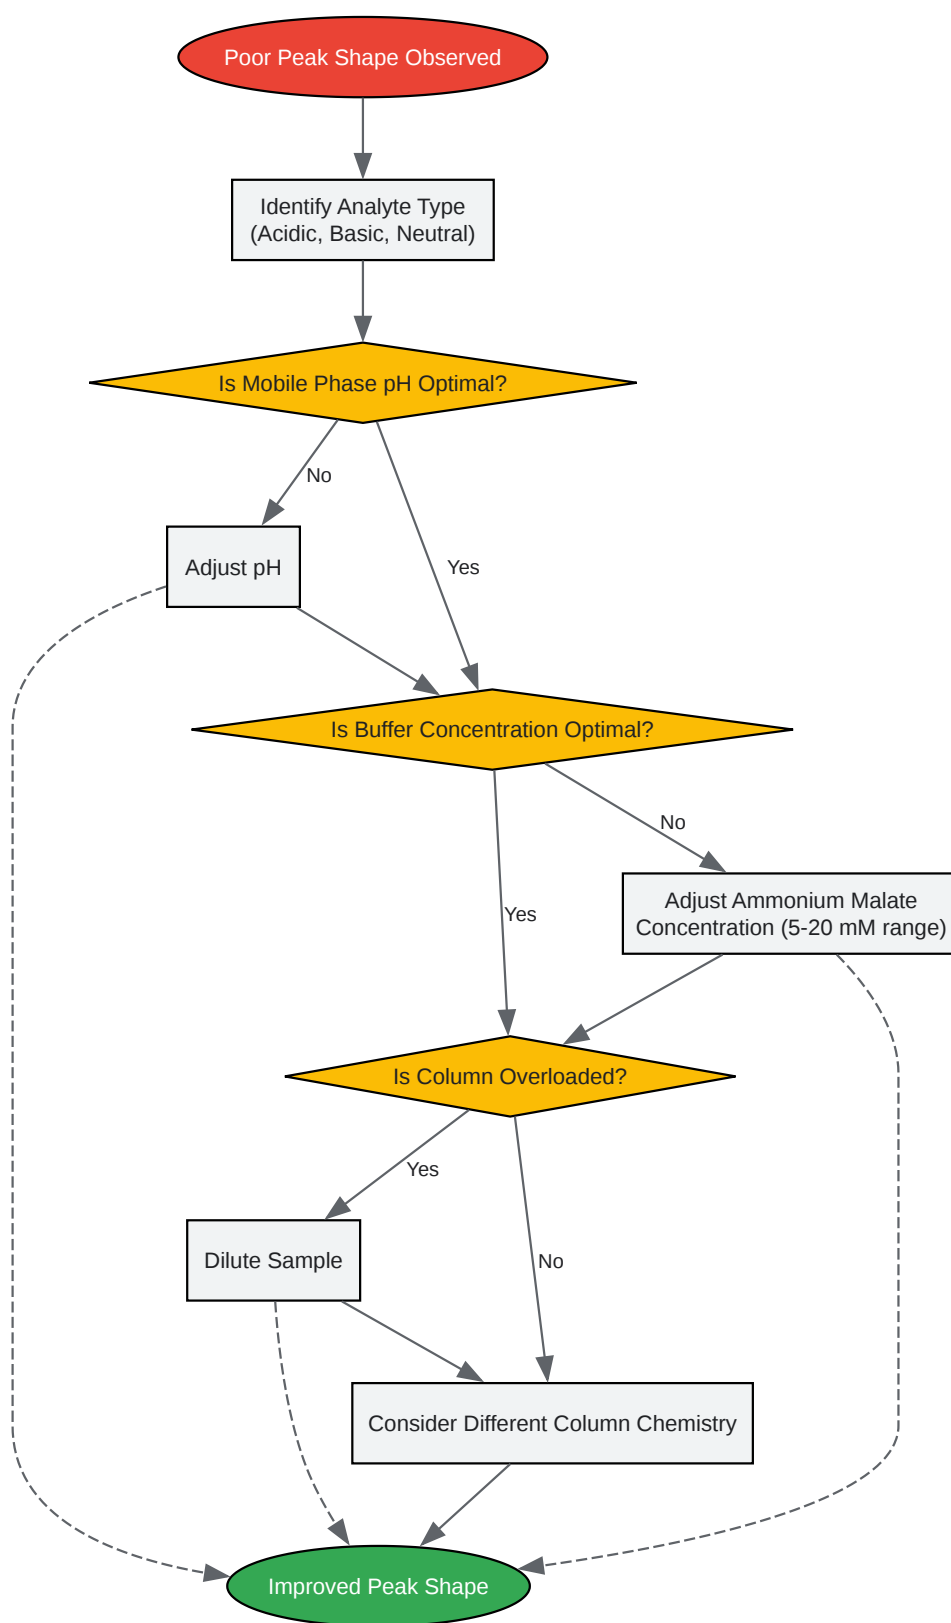 Poor Peak Shape Observed
Identify Analyte Type
(Acidic, Basic, Neutral)
Is Mobile Phase pH Optimal?
No
Adjust pH
Yes
Is Buffer Concentration Optimal?
No
Adjust Ammonium Malate
Concentration (5-20 mM range)
Yes
Is Column Overloaded?
Yes
Dilute Sample
No
Consider Different Column Chemistry
Improved Peak Shape